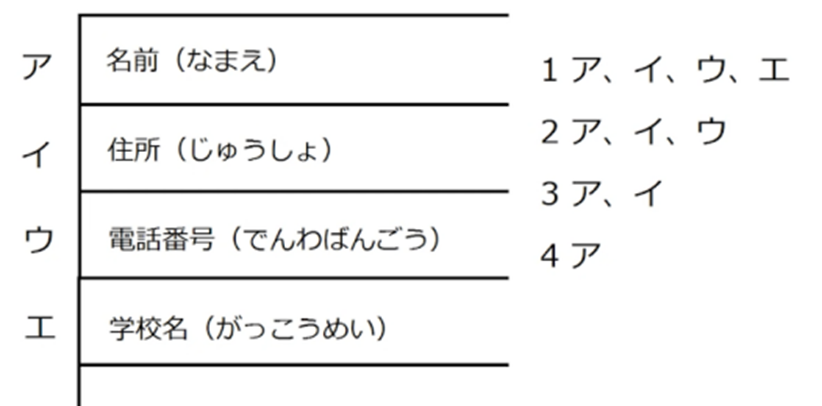 ア 名前（なまえ）
イ 住所（じゅうしょ）
ウ 電話番号（でんわばんごう）
エ 学校名（がっこうめい）
1 ア、イ、ウ、エ
2 ア、イ、ウ
3 ア、イ
4 ア